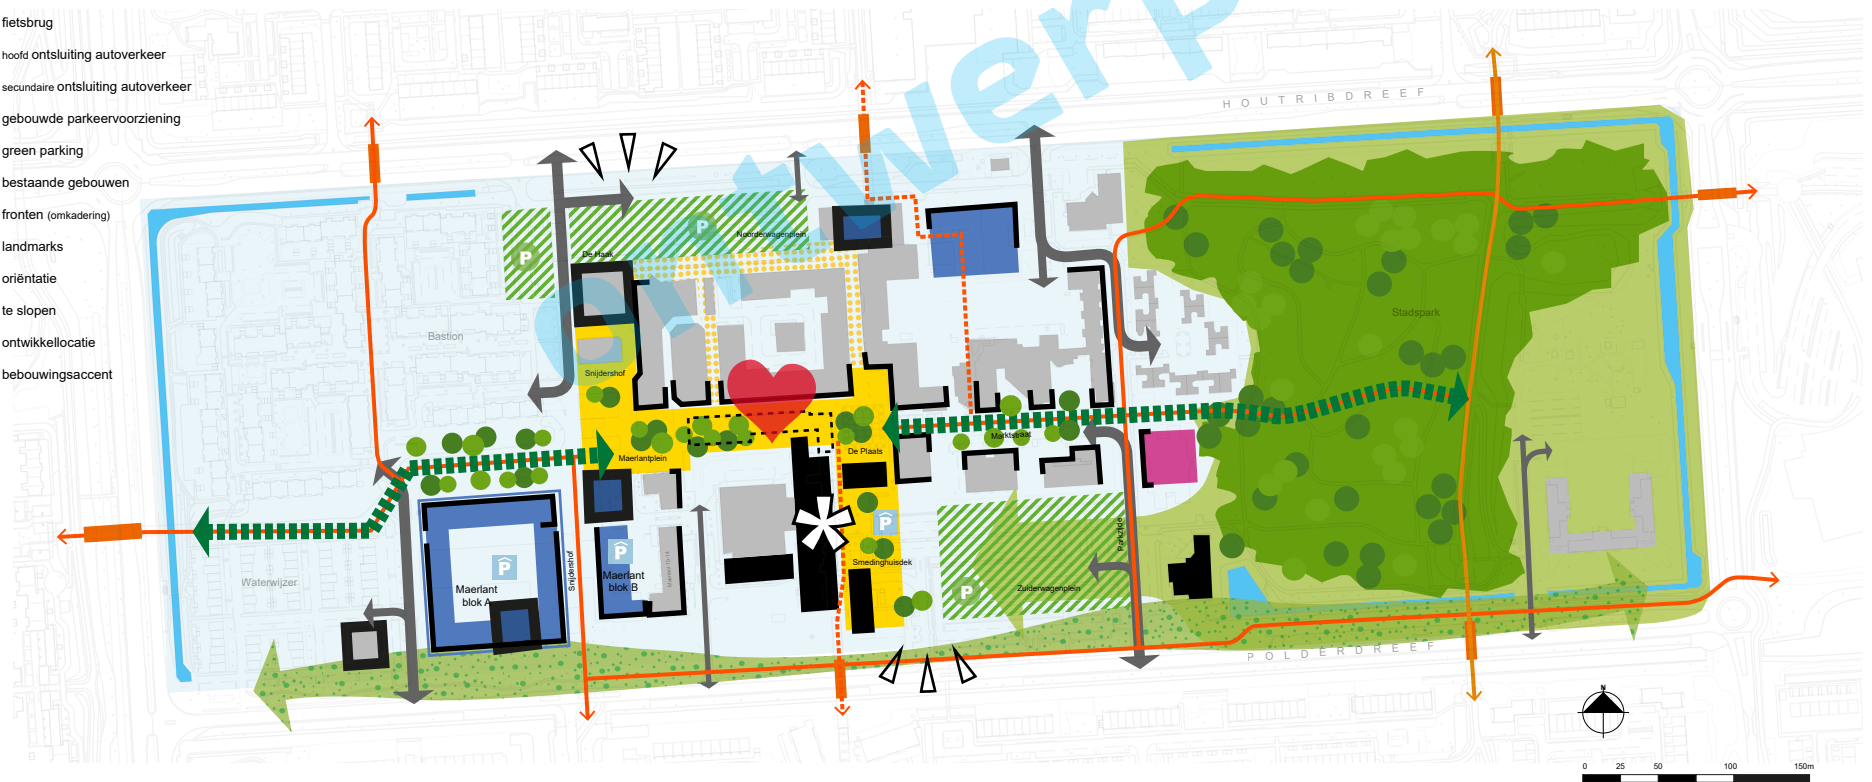 fietsbrug
hoofd ontsluiting autoverkeer
secundaire ontsluiting autoverkeer
gebouwde parkeervoorziening
green parking
bestaande gebouwen
fronten (omkadering)
landmarks
oriëntatie
te slopen
ontwikkellocatie
bebouwingsaccent
ontwerp
HOUTRIBDREEF
P
Noorderwagenplein
De Haak
P
Bastion
Stadspark
Snijdershof
Marktstraat
De Plaats
Maerlantplein
P
P
P
Snijdershof
Parkzijde
Smedinghuisdek
Waterwijzer
Maerlant
blok A
Maerlant
blok B
P
Zuiderwagenplein
POLDERDREEF
N
0 25 50 100 150m